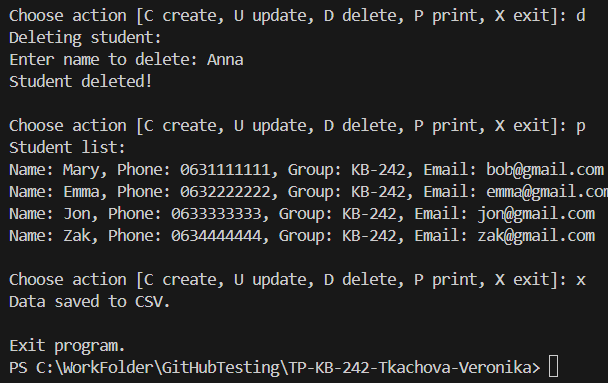 Choose action [C create, U update, D delete, P print, X exit]: d
Deleting student:
Enter name to delete: Anna
Student deleted!
Choose action [C create, U update, D delete, P print, X exit]: p
Student list:
Name: Mary, Phone: 0631111111, Group: KB-242, Email: bob@gmail.com
Name: Emma, Phone: 0632222222, Group: KB-242, Email: emma@gmail.com
Name: Jon, Phone: 0633333333, Group: KB-242, Email: jon@gmail.com
Name: Zak, Phone: 0634444444, Group: KB-242, Email: zak@gmail.com
Choose action [C create, U update, D delete, P print, X exit]: x
Data saved to CSV.
Exit program.
PS C:\WorkFolder\GitHubTesting\TP-KB-242-Tkachova-Veronika>